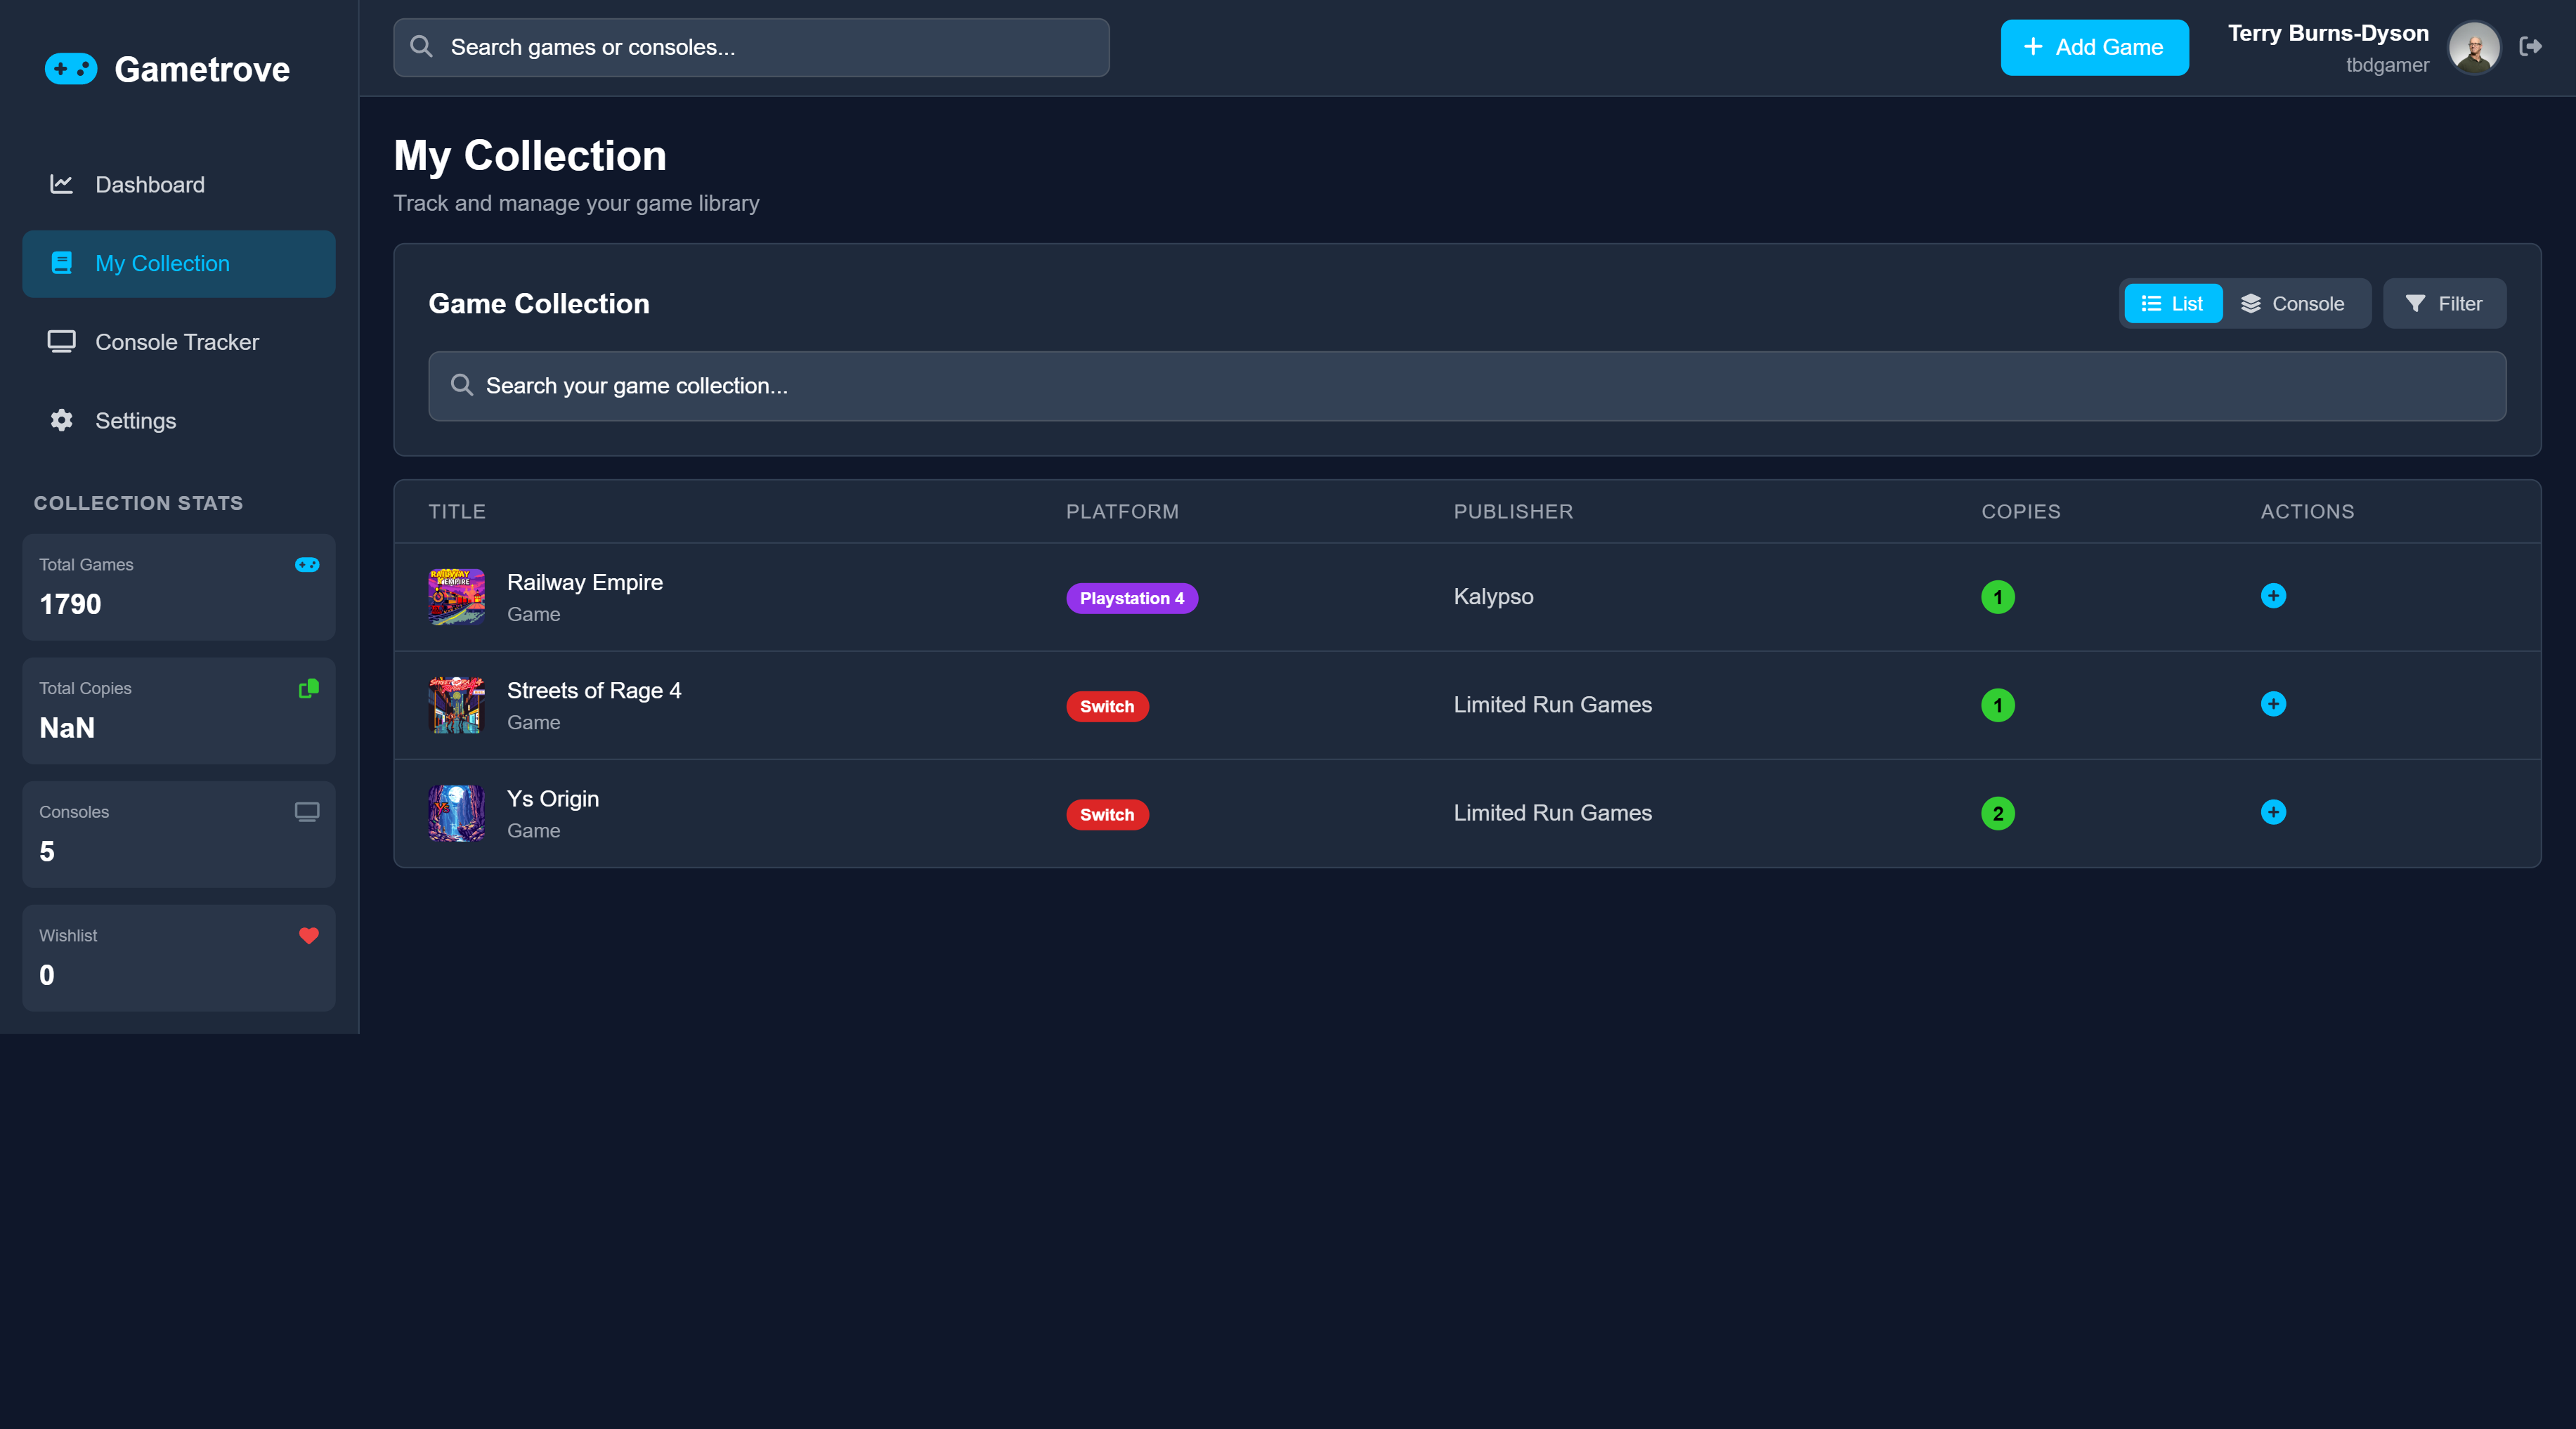 Gametrove
Search games or consoles...
Add Game
Terry Burns-Dyson
tbdgamer
Dashboard
My Collection
Console Tracker
Settings
COLLECTION STATS
Total Games
1790
Total Copies
NaN
Consoles
5
Wishlist
0
My Collection
Track and manage your game library
Game Collection
List
Console
Filter
Search your game collection...
TITLE PLATFORM PUBLISHER COPIES ACTIONS
RAILWAY
EMPIRE
Railway Empire
Game
Playstation 4
Kalypso
1
Streets of Rage 4
Game
Switch
Limited Run Games
1
Ys
Ys Origin
Game
Switch
Limited Run Games
2